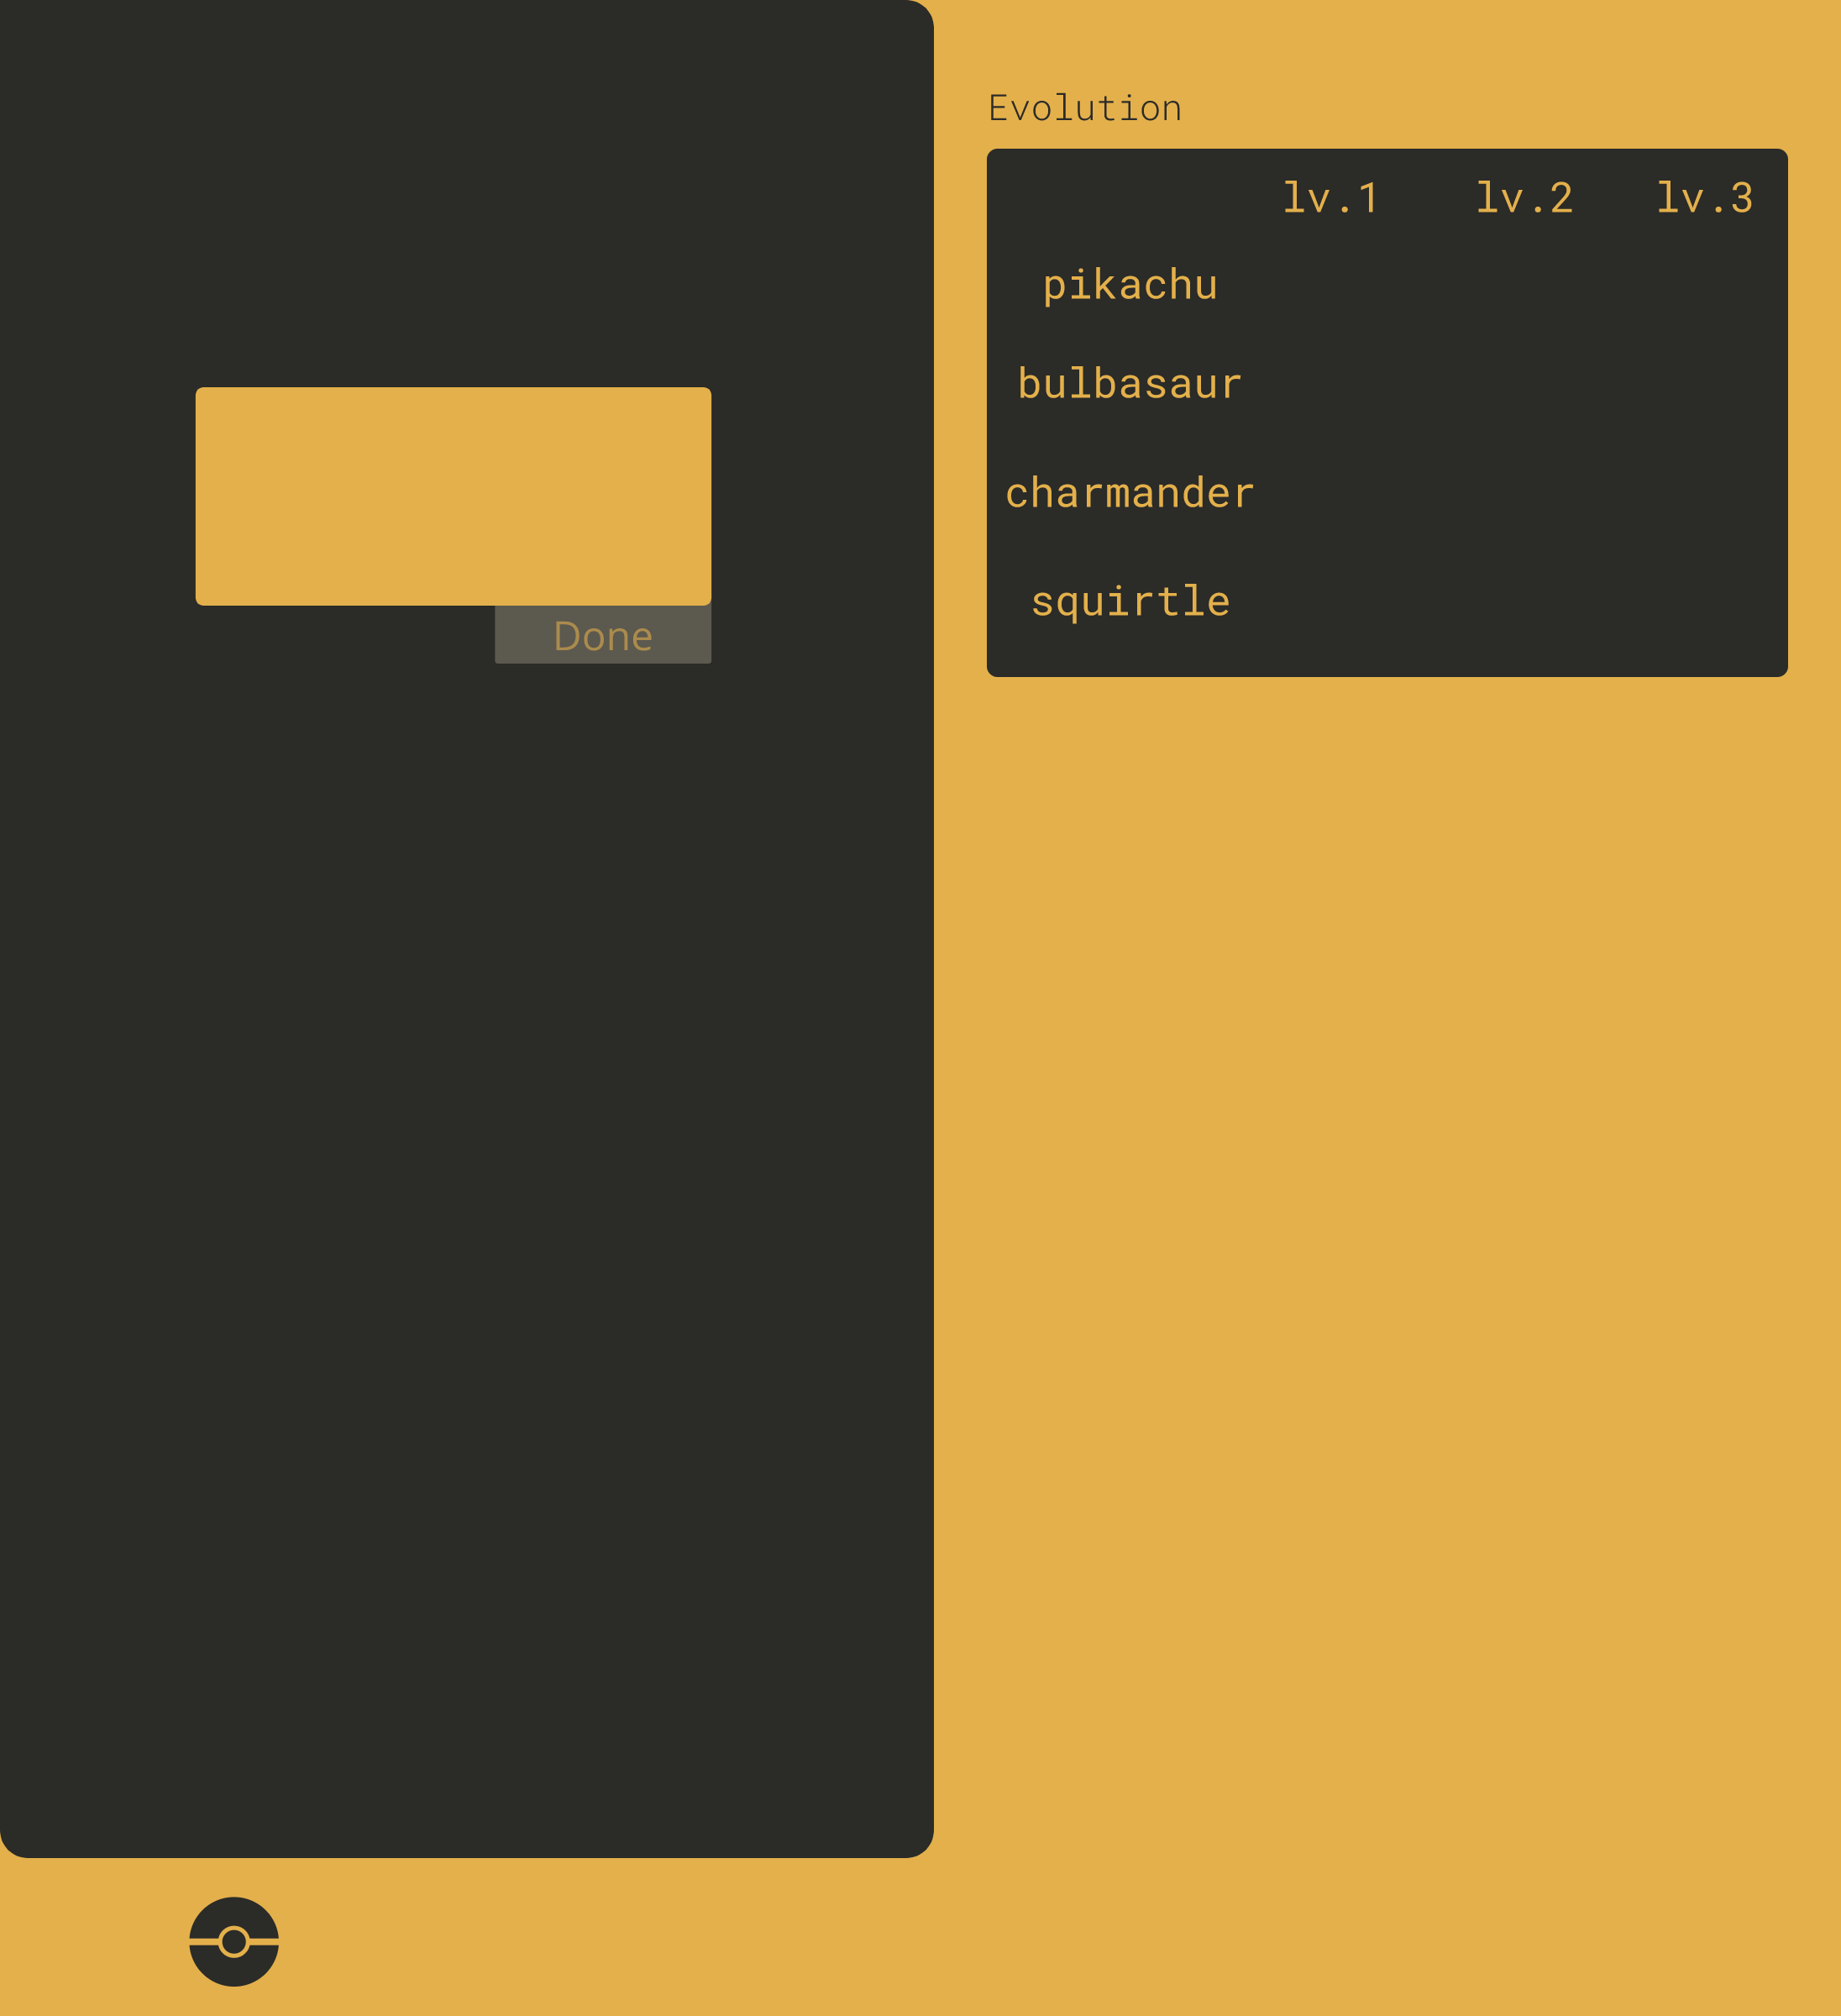 Evolution
lv.1 lv.2 lv.3
pikachu
bulbasaur
charmander
squirtle
Done